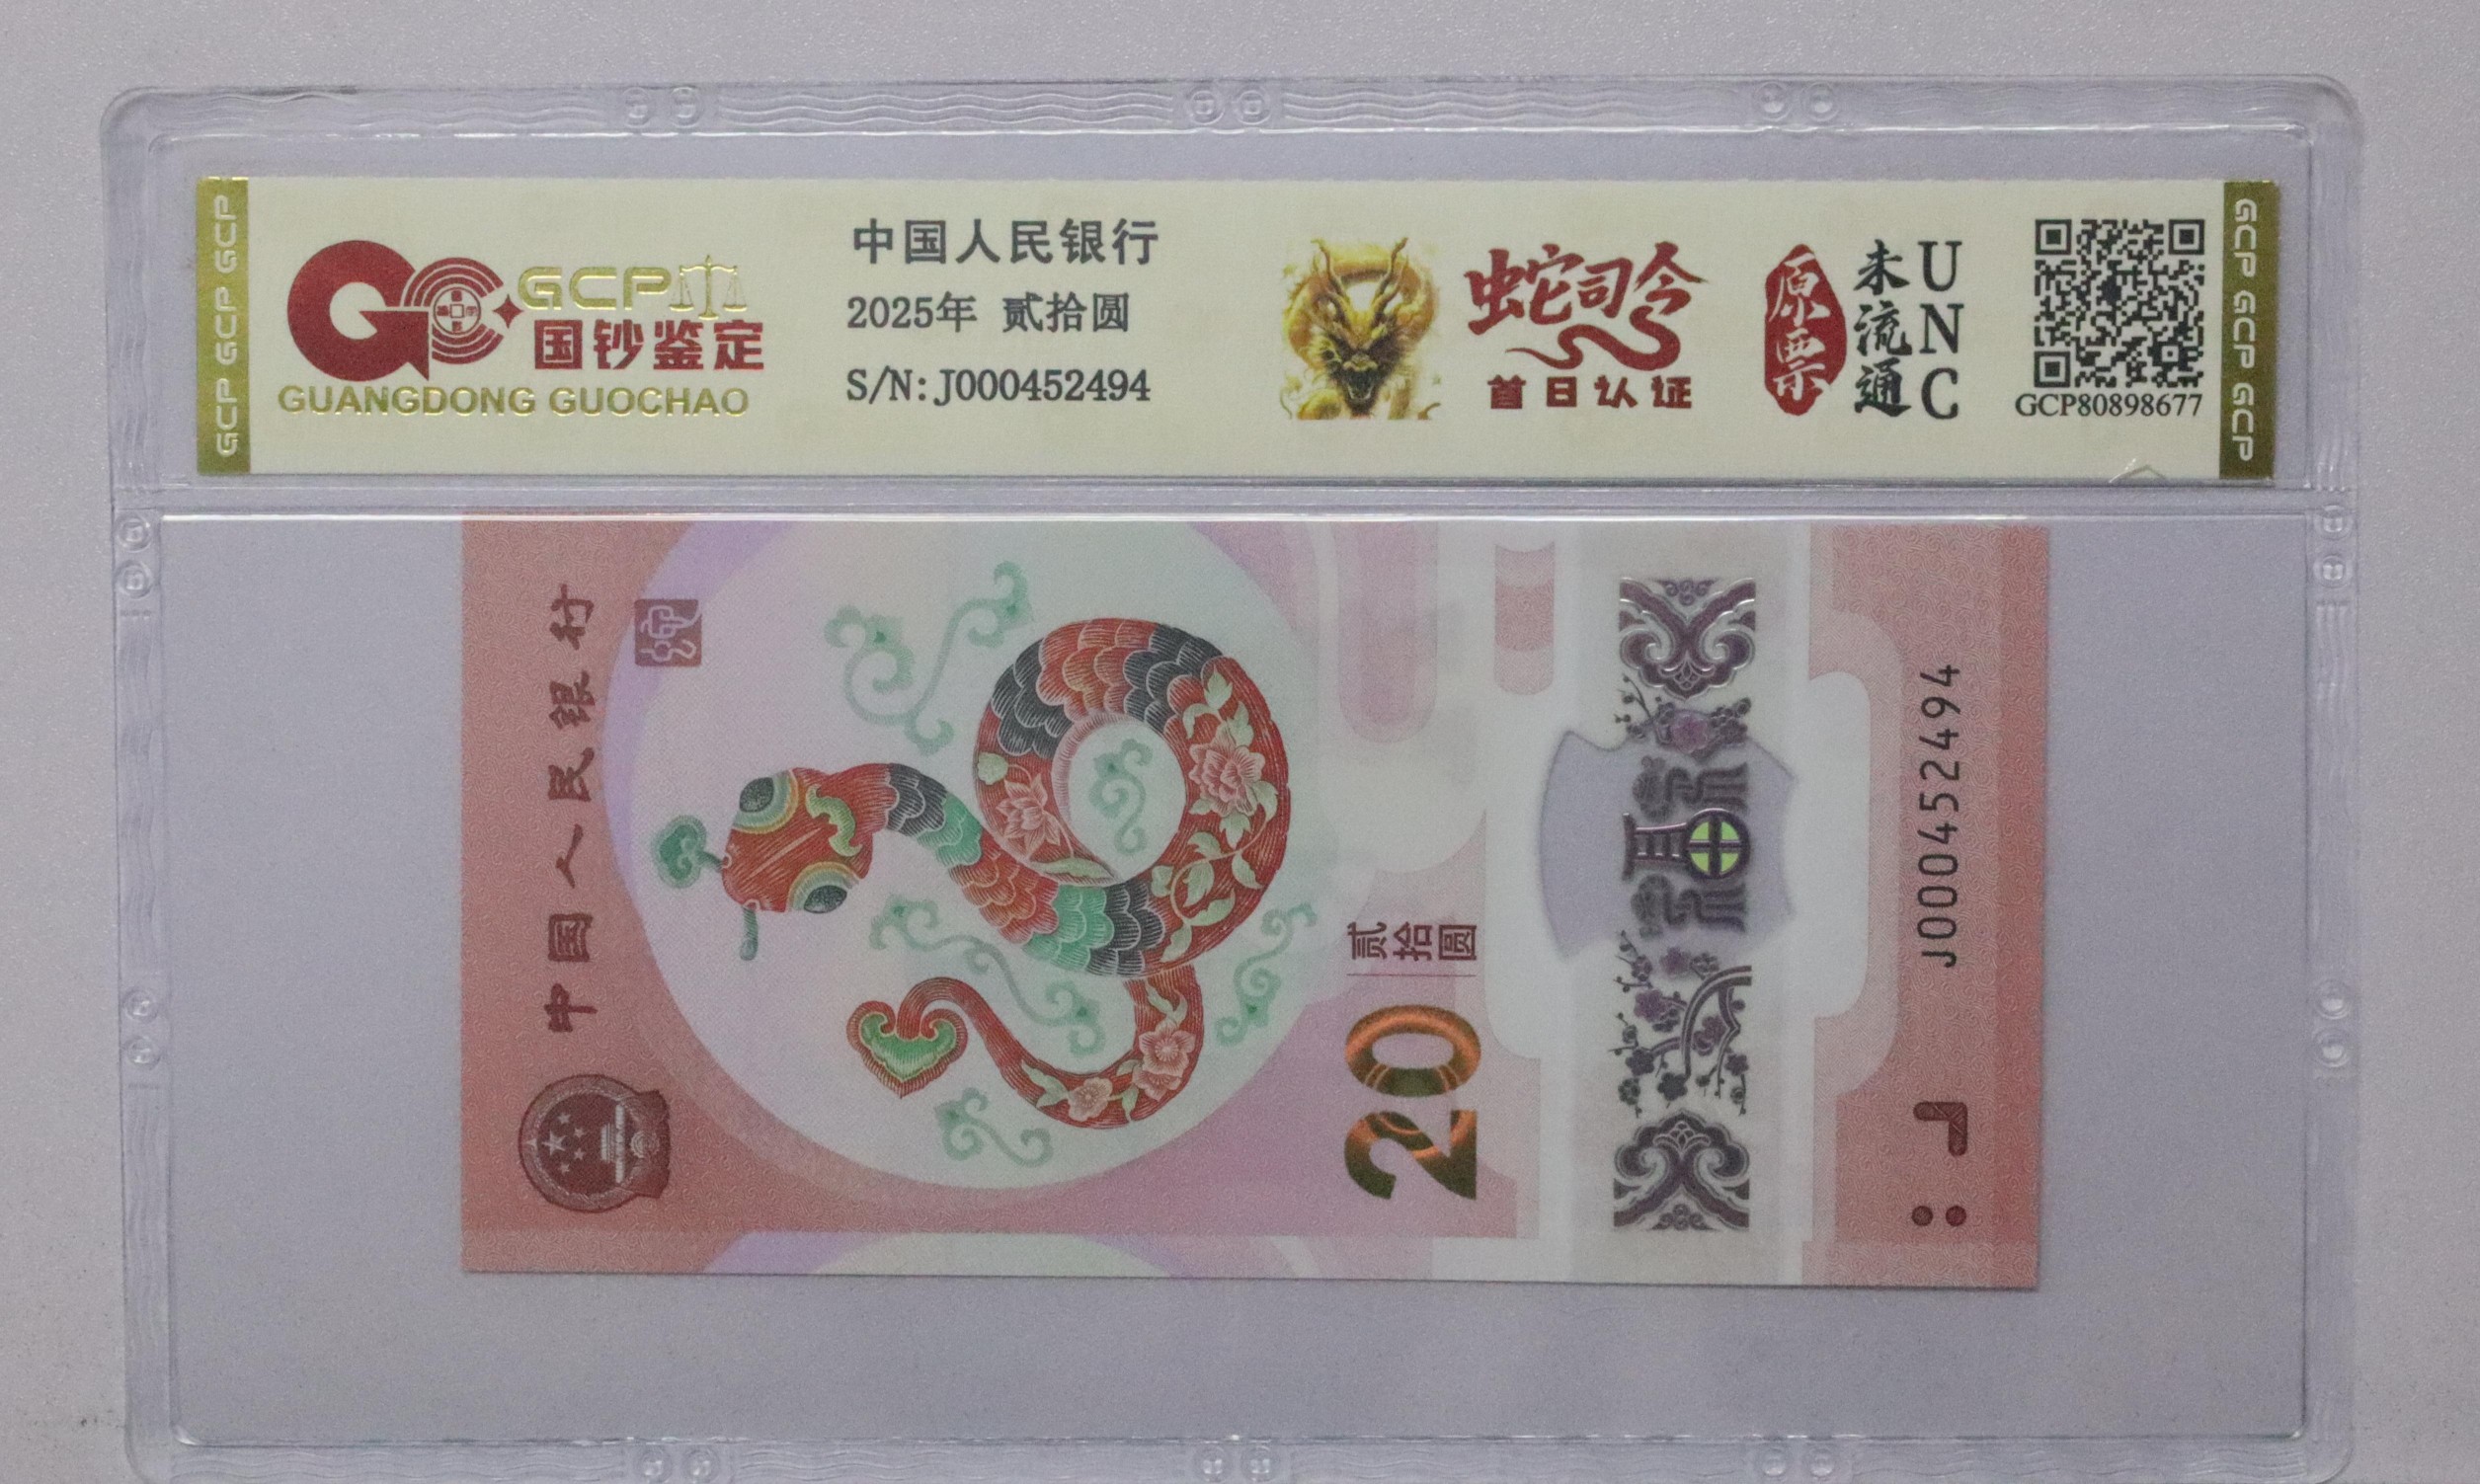 GCP GCP GCP
GCP
国钞鉴定
GUANGDONG GUOCHAO
中国人民银行
2025年 贰拾圆
S/N:J000452494
蛇司令
首日认证
原票
未流通
UNC
GCP80898677
GCP GCP GCP
中国人民银行
20
贰拾圆
福
J000452494